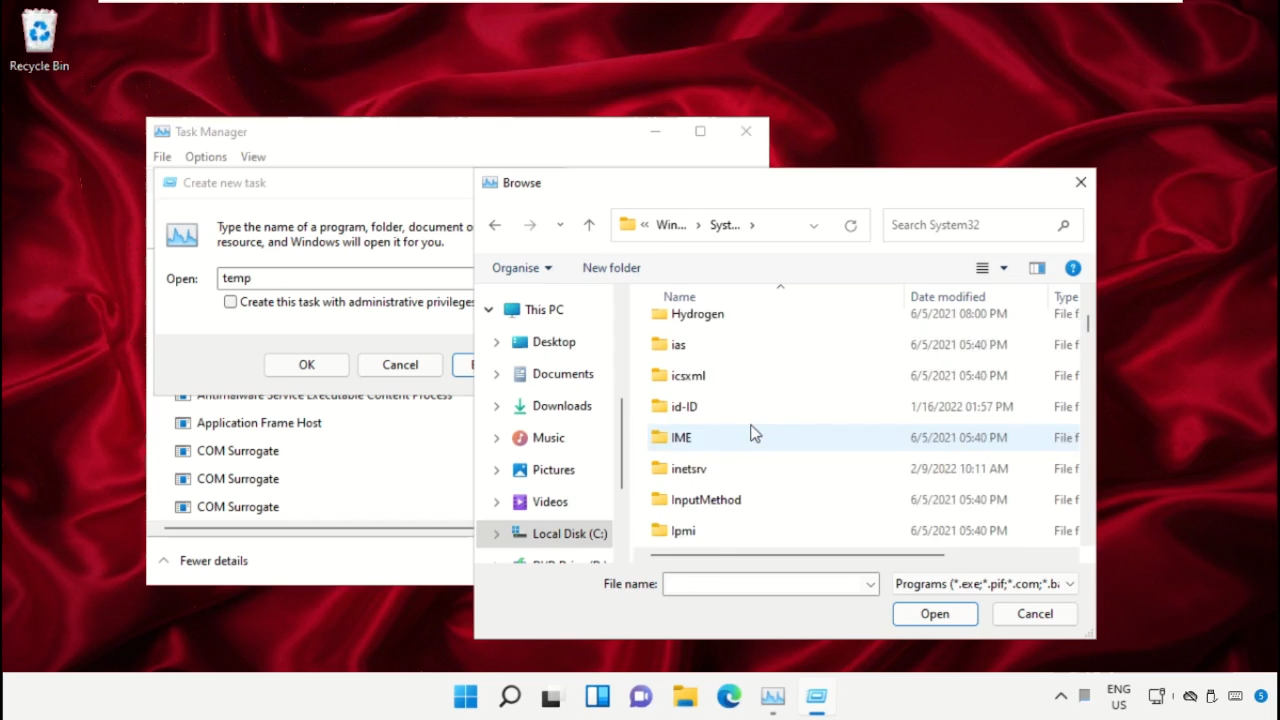 Recycle Bin
Task Manager
File Options View
Create new task
Type the name of a program, folder, document o
resource, and Windows will open it for you.
Open: temp
Create this task with administrative privileges
OK Cancel
Antimalware Service Executable Content Process
Application Frame Host
COM Surrogate
COM Surrogate
COM Surrogate
Fewer details
Browse
« Win... › Syst... ›
Search System32
Organise New folder
This PC
Desktop
Documents
Downloads
Music
Pictures
Videos
Local Disk (C:)
Name Date modified Type
Hydrogen 6/5/2021 08:00 PM File f
ias 6/5/2021 05:40 PM File f
icsxml 6/5/2021 05:40 PM File f
id-ID 1/16/2022 01:57 PM File f
IME 6/5/2021 05:40 PM File f
inetsrv 2/9/2022 10:11 AM File f
InputMethod 6/5/2021 05:40 PM File f
Ipmi 6/5/2021 05:40 PM File f
File name:
Programs (*.exe;*.pif;*.com;*.ba
Open Cancel
ENG
US
5